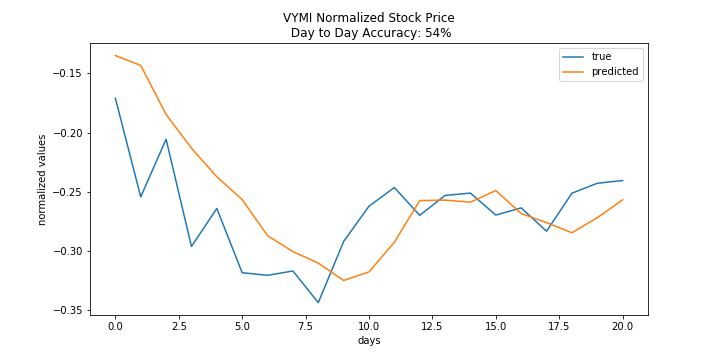 VYMI Normalized Stock Price
Day to Day Accuracy: 54%
true
predicted
normalized values
−0.15
−0.20
−0.25
−0.30
−0.35
0.0 2.5 5.0 7.5 10.0 12.5 15.0 17.5 20.0
days